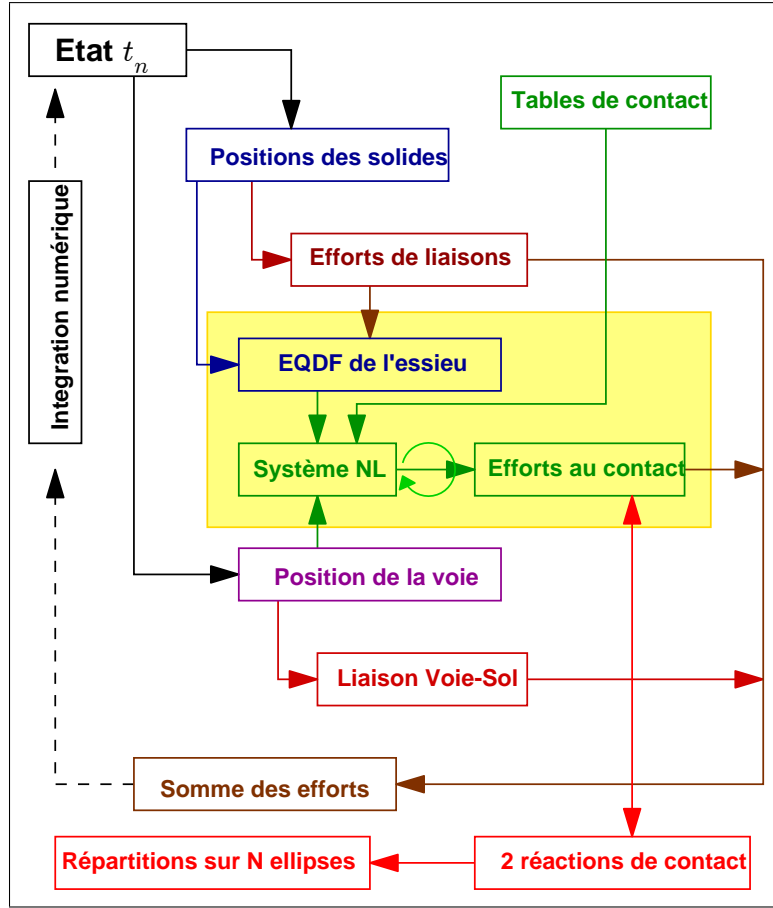 Etat t_n
Tables de contact
Positions des solides
Integration numérique
Efforts de liaisons
EQDF de l'essieu
Système NL
Efforts au contact
Position de la voie
Liaison Voie-Sol
Somme des efforts
Répartitions sur N ellipses
2 réactions de contact